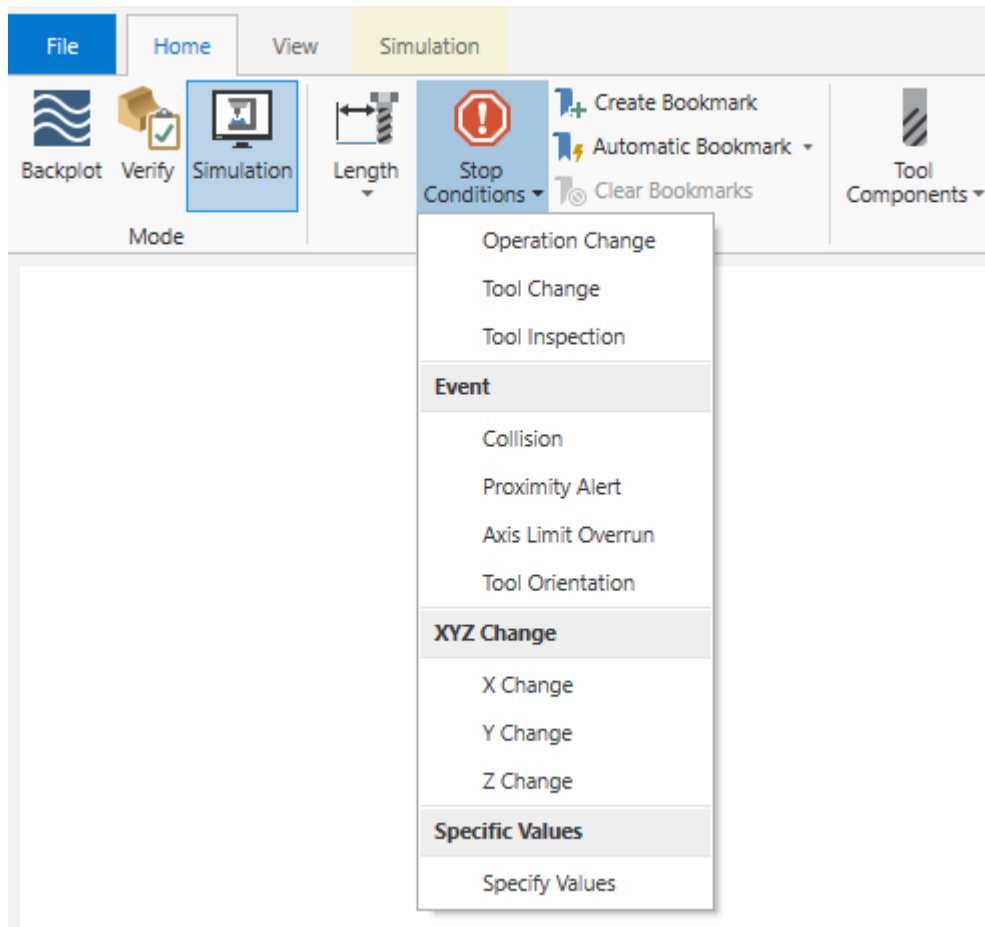 File Home View Simulation
Backplot Verify Simulation Length Stop Conditions Create Bookmark
Automatic Bookmark
Clear Bookmarks
Tool Components
Mode
Operation Change
Tool Change
Tool Inspection
Event
Collision
Proximity Alert
Axis Limit Overrun
Tool Orientation
XYZ Change
X Change
Y Change
Z Change
Specific Values
Specify Values